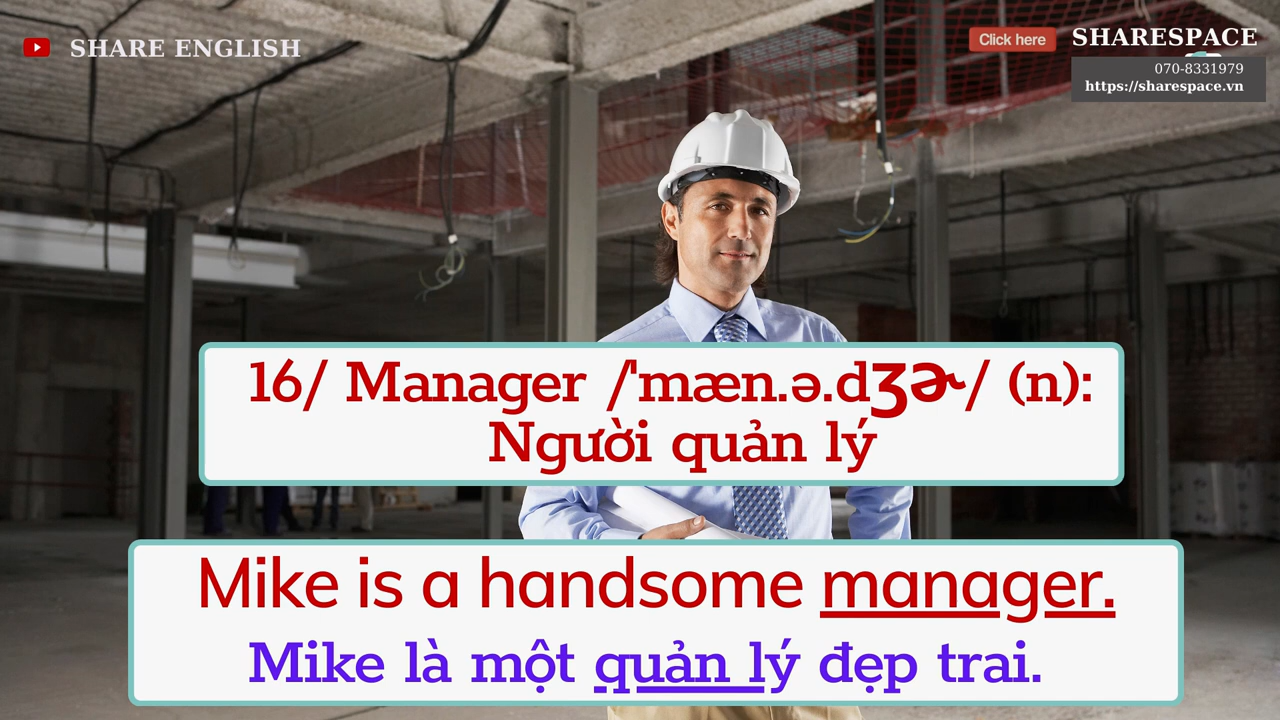 SHARE ENGLISH
Click here
SHARESPACE
070-8331979
https://sharespace.vn
16/ Manager /ˈmæn.ə.dʒɚ/ (n):
Người quản lý
Mike is a handsome manager.
Mike là một quản lý đẹp trai.